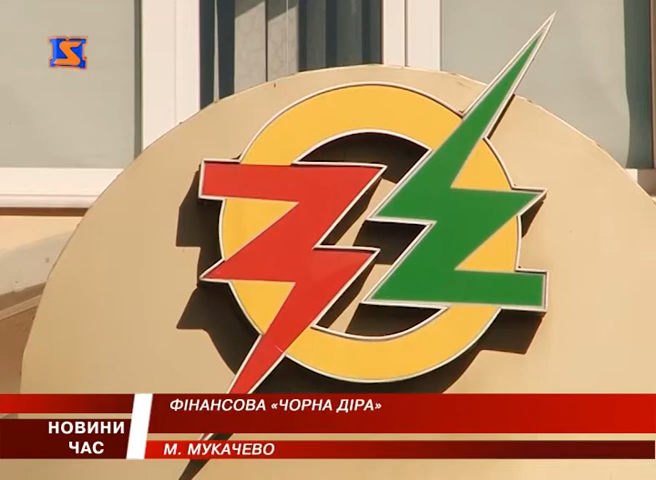 ФІНАНСОВА «ЧОРНА ДІРА»
НОВИНИ
ЧАС
М. МУКАЧЕВО